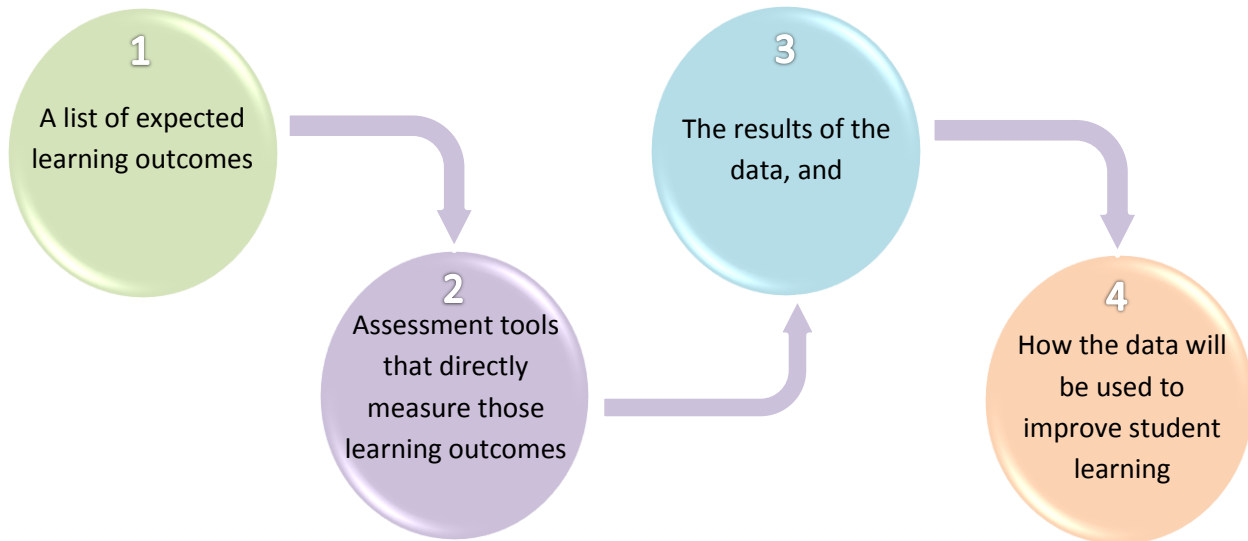 1
A list of expected
learning outcomes
2
Assessment tools
that directly
measure those
learning outcomes
3
The results of the
data, and
4
How the data will
be used to
improve student
learning